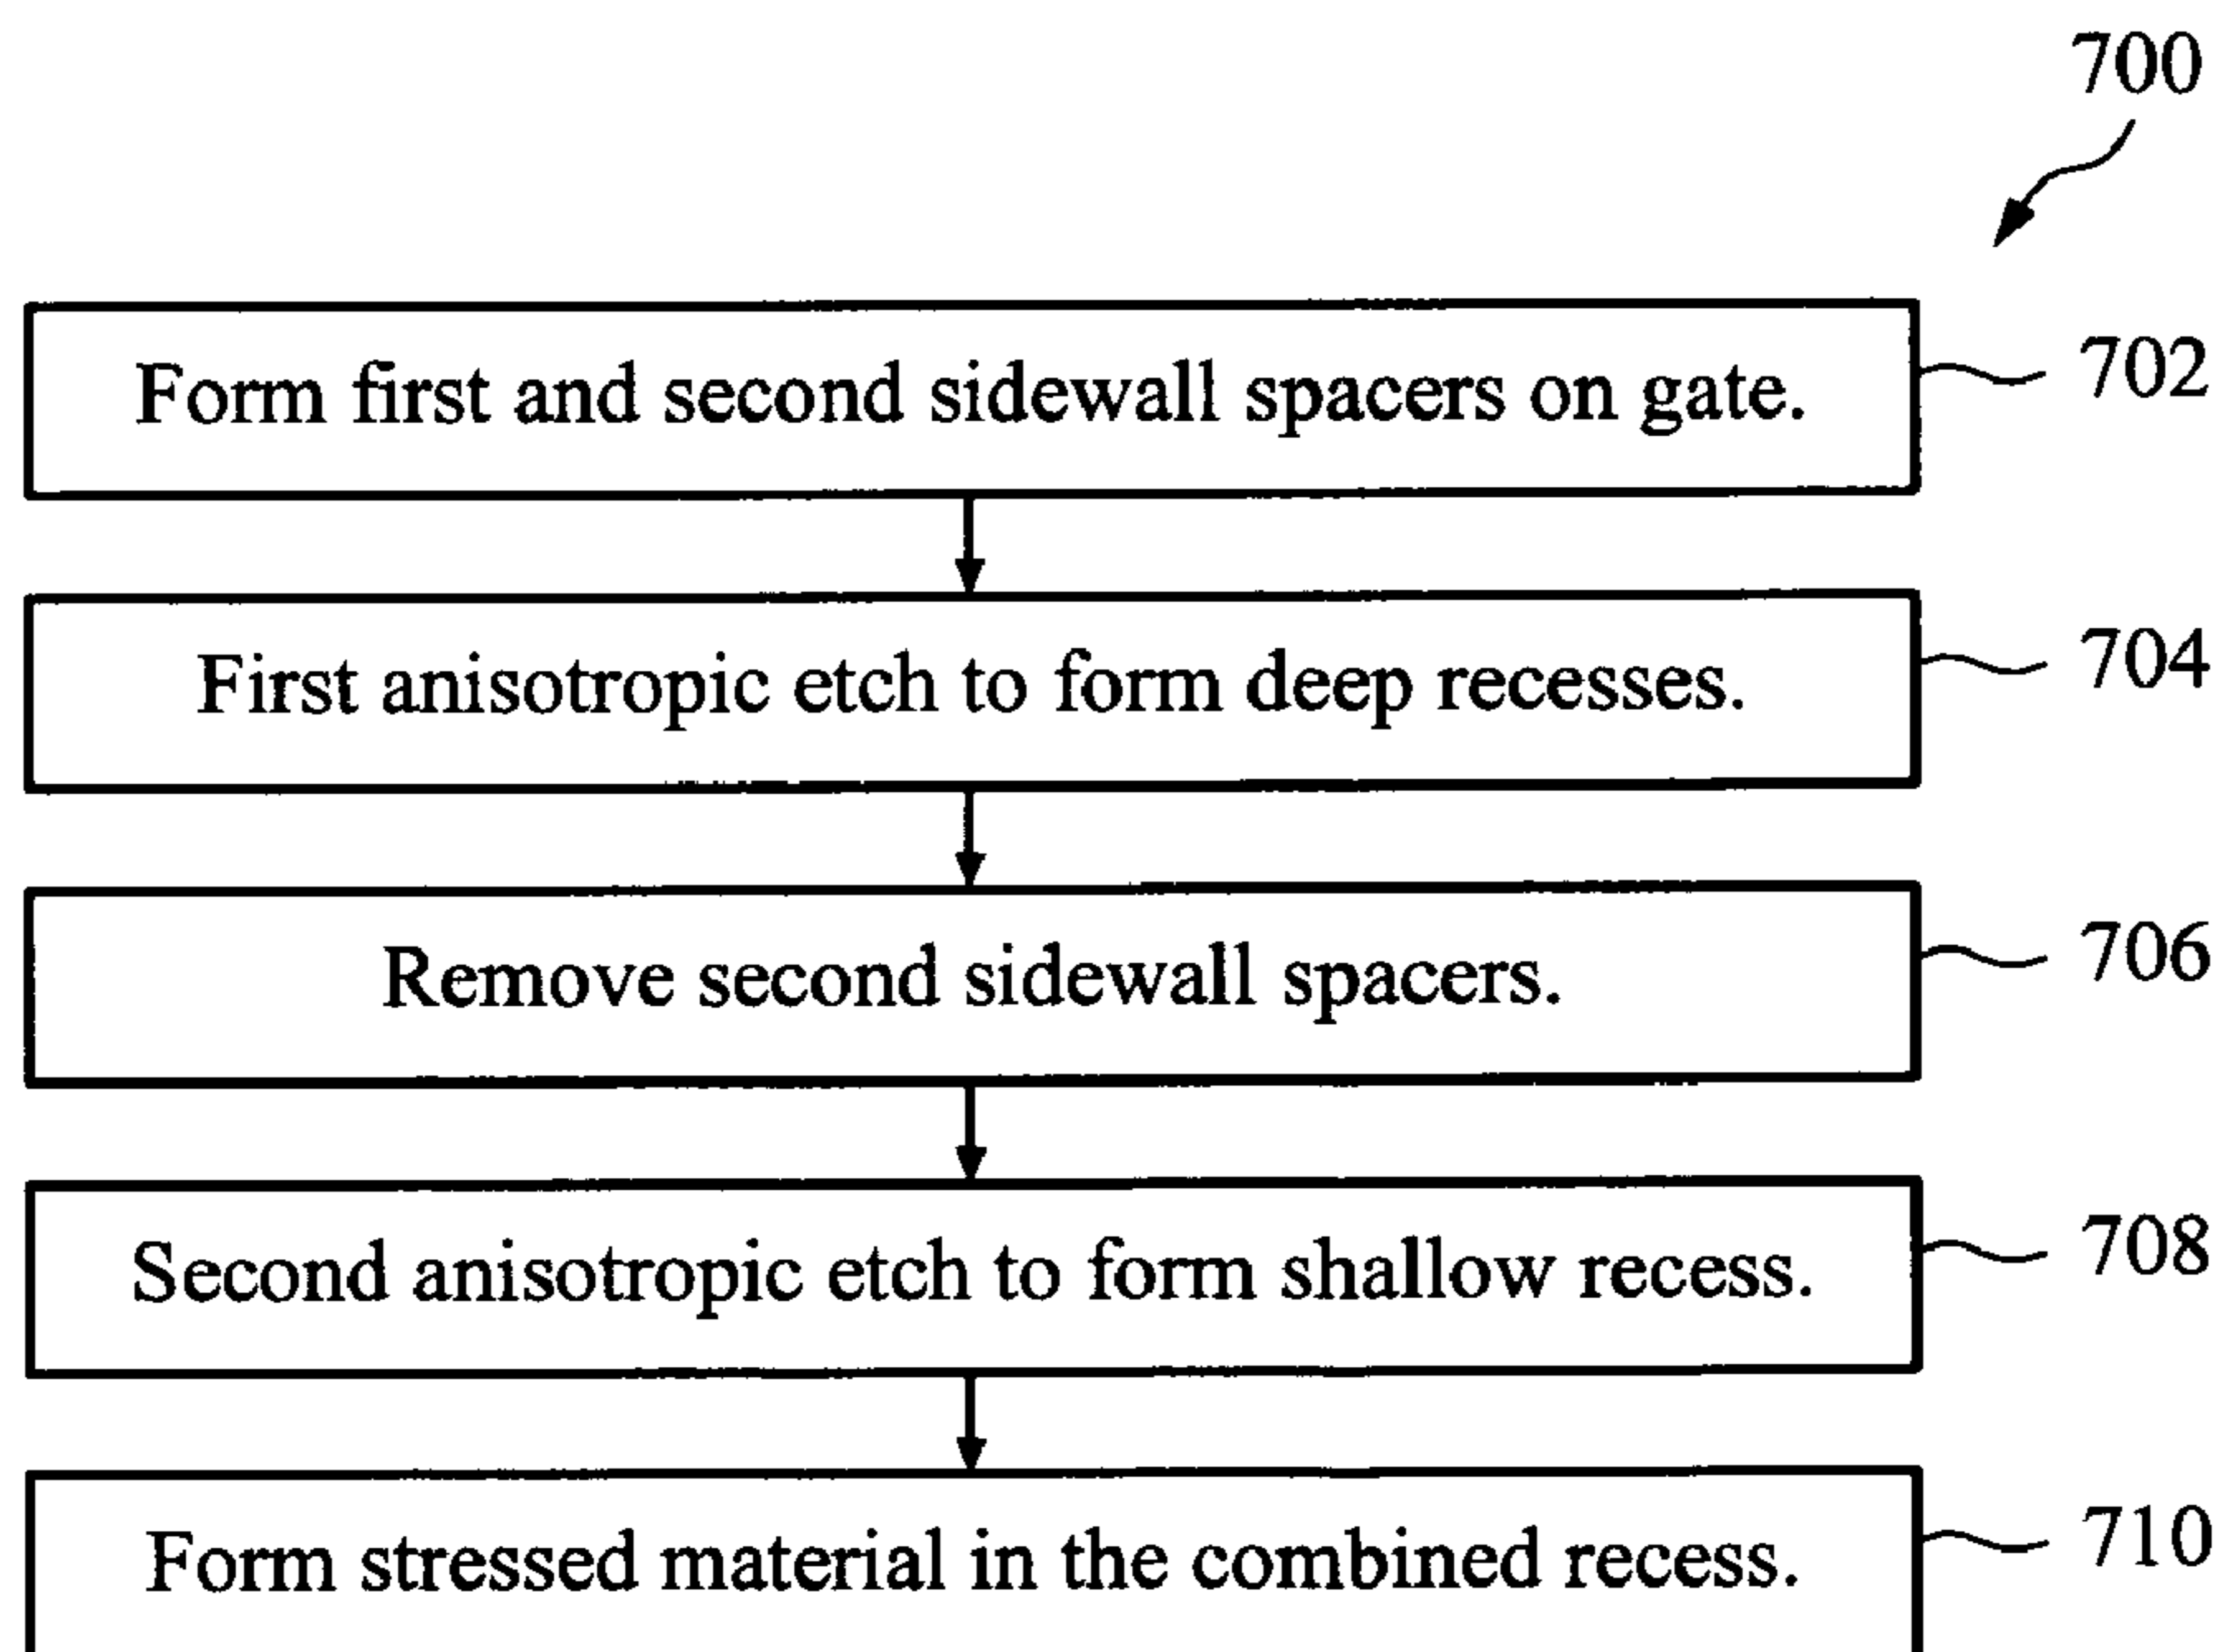 700
Form first and second sidewall spacers on gate.
702
First anisotropic etch to form deep recesses.
704
Remove second sidewall spacers.
706
Second anisotropic etch to form shallow recess.
708
Form stressed material in the combined recess.
710